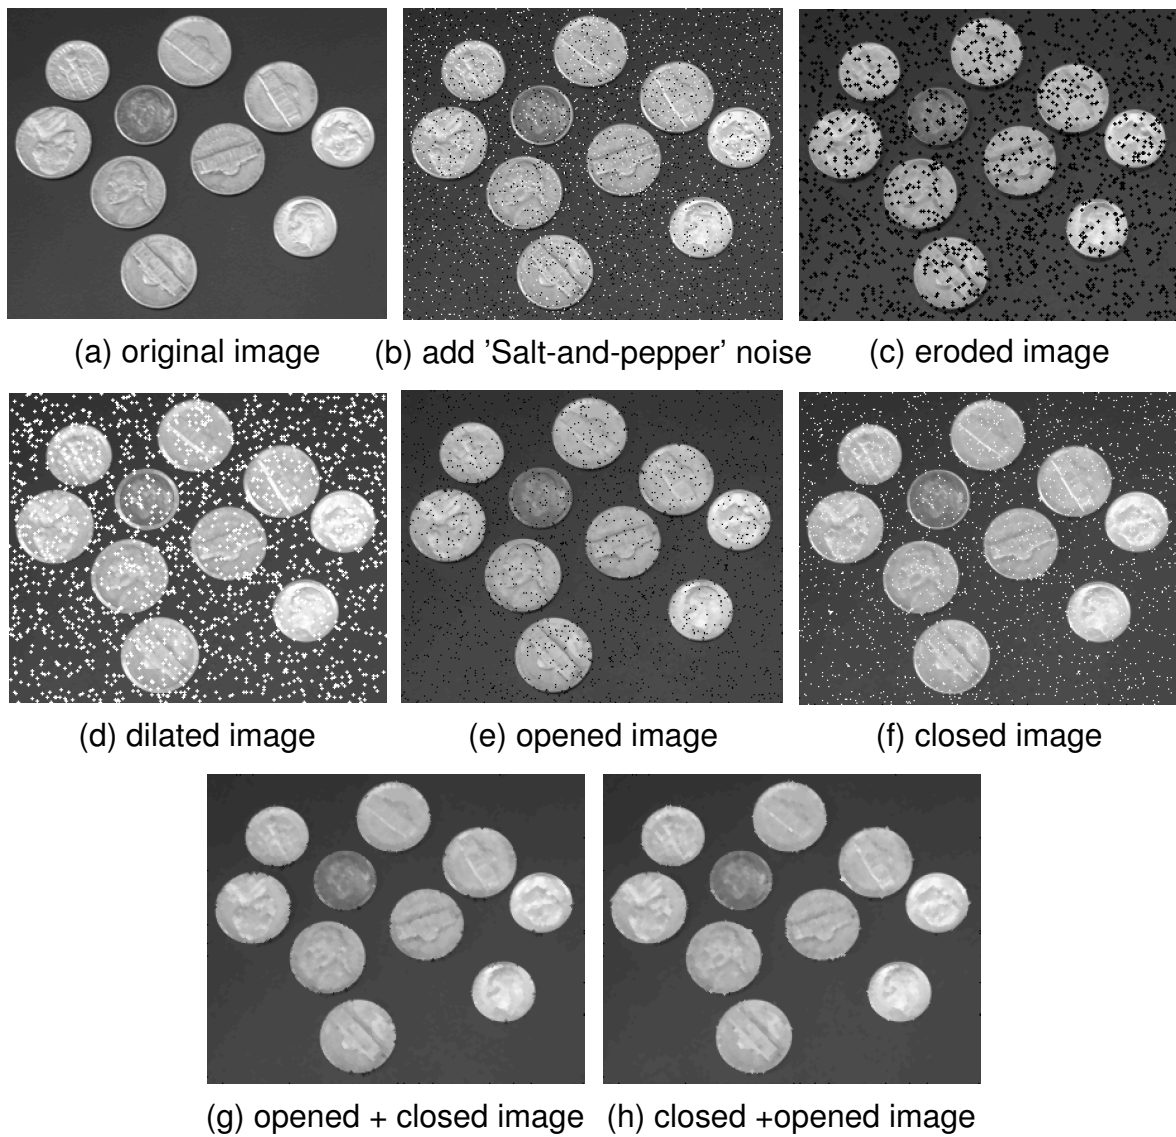 (a) original image
(b) add ’Salt-and-pepper’ noise
(c) eroded image
(d) dilated image
(e) opened image
(f) closed image
(g) opened + closed image
(h) closed +opened image